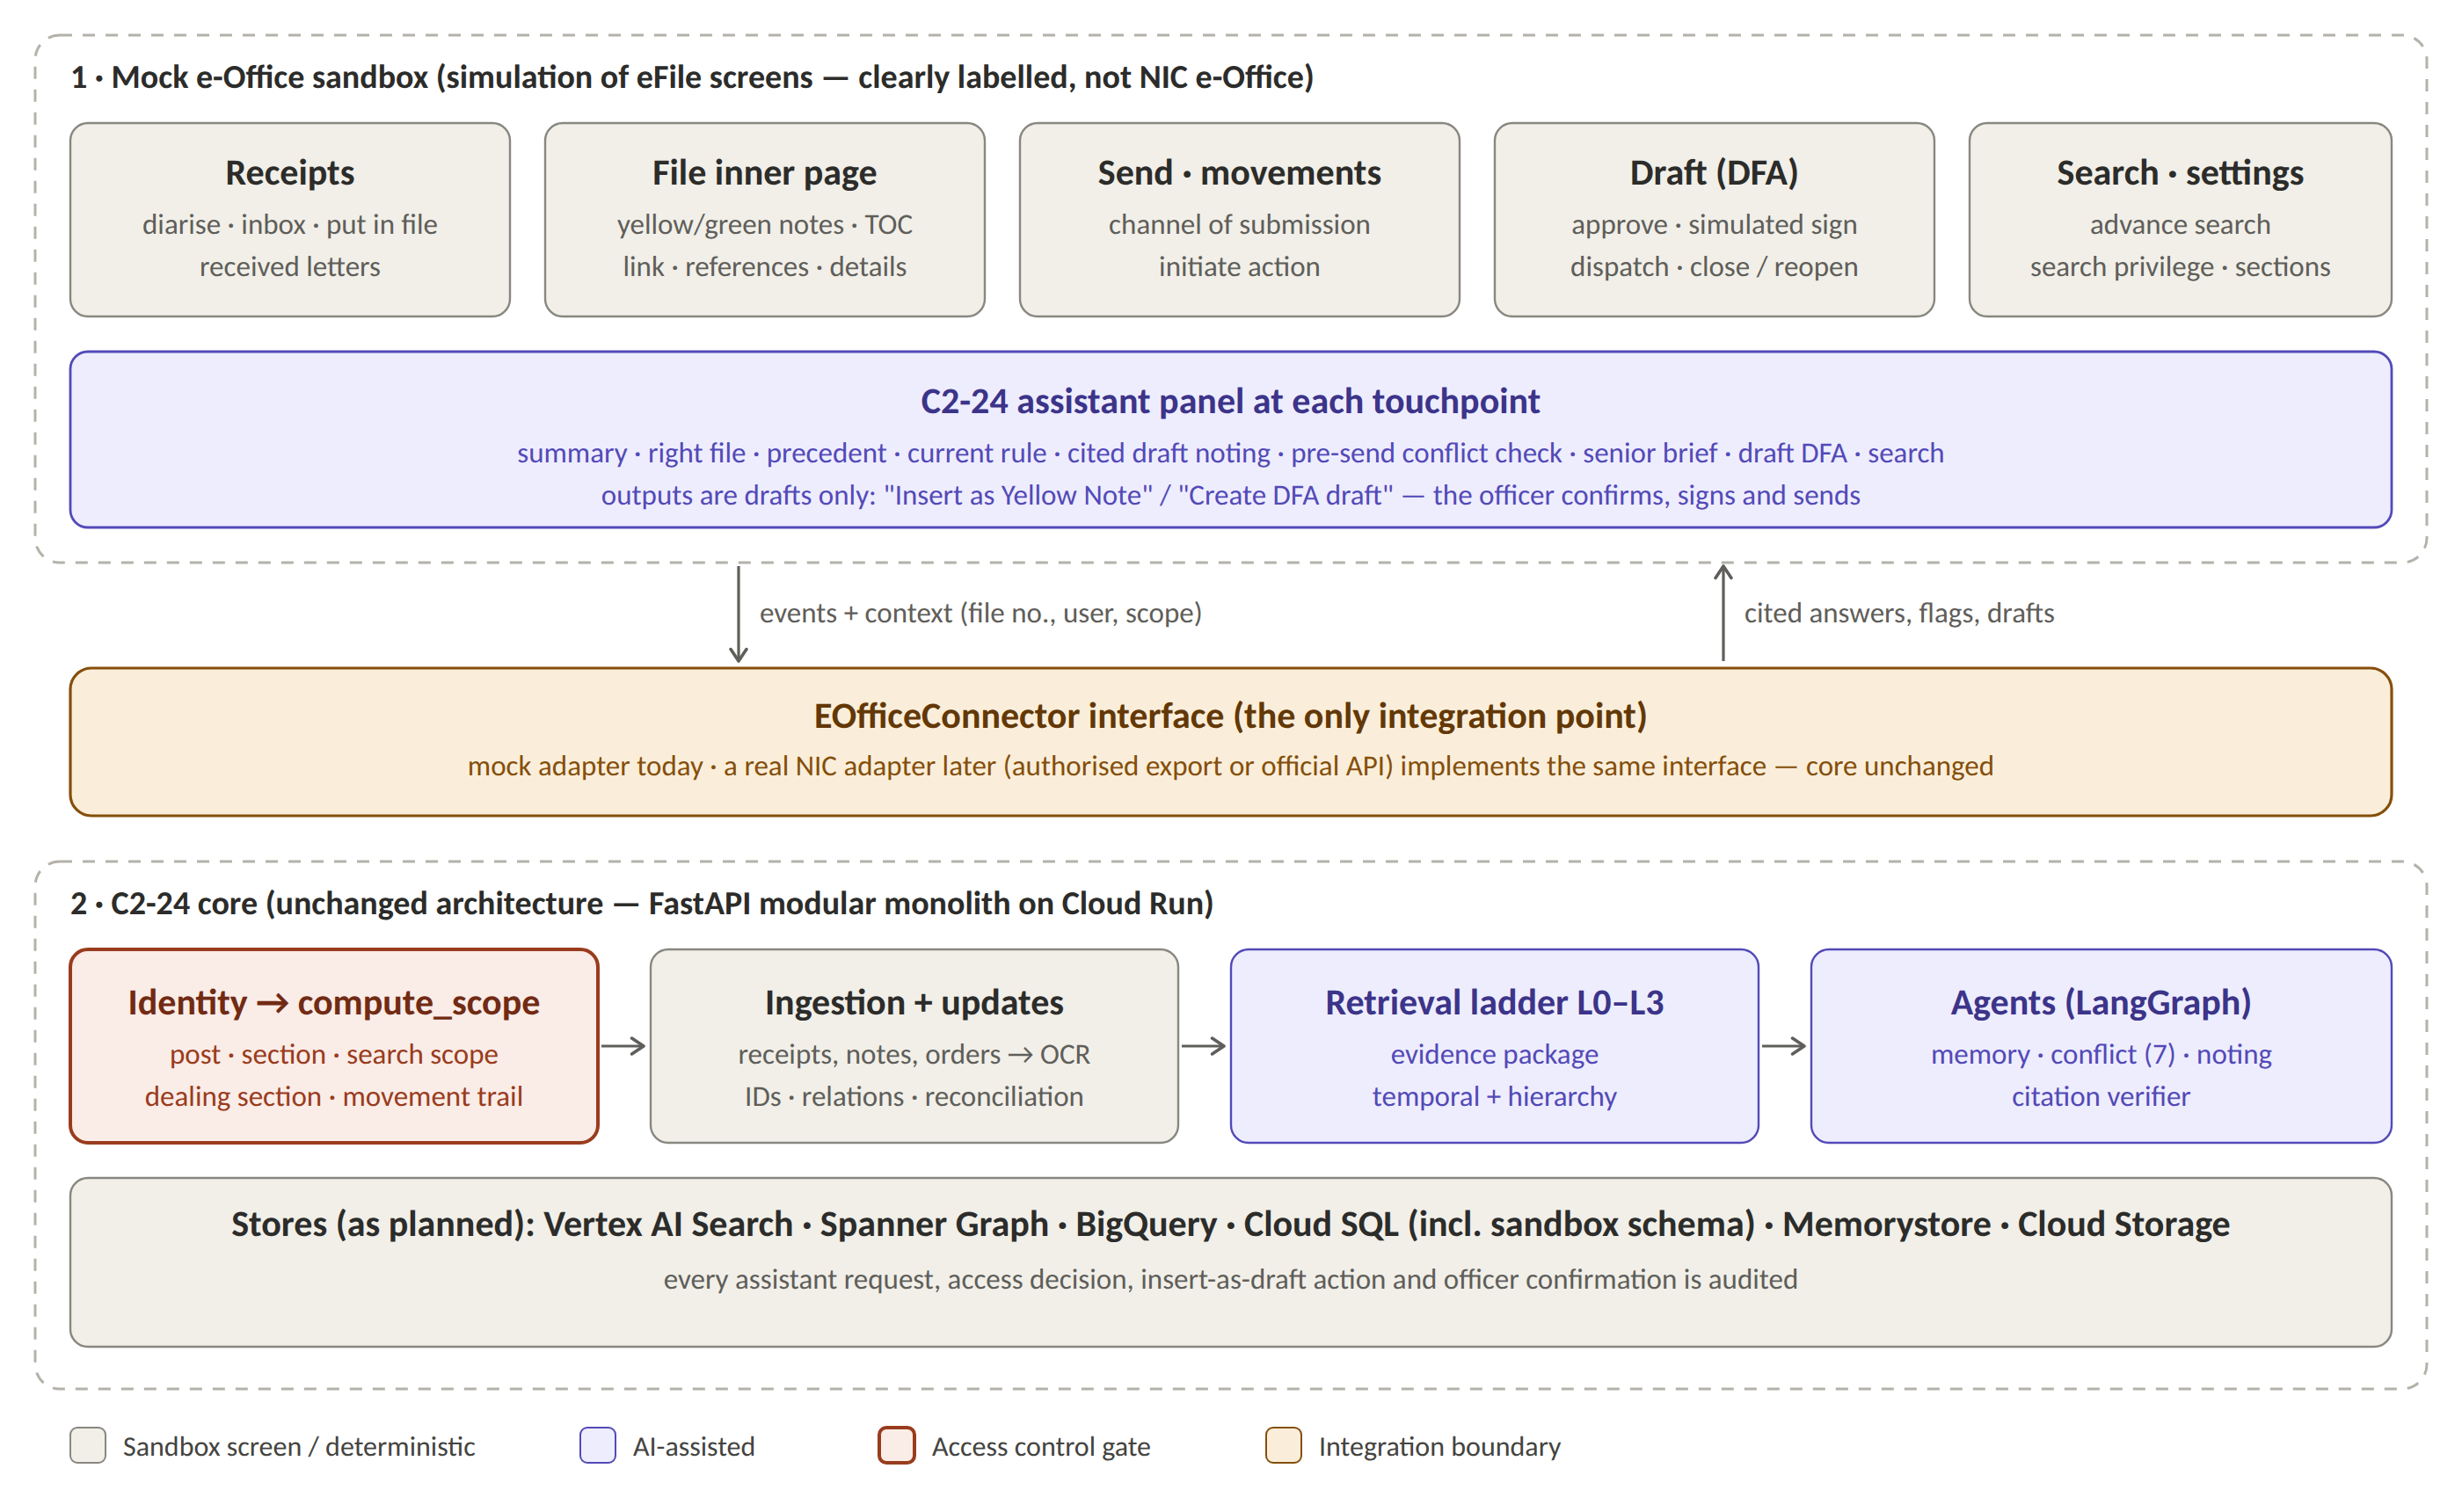 1 · Mock e-Office sandbox (simulation of eFile screens — clearly labelled, not NIC e-Office)
Receipts
diarise · inbox · put in file
received letters
File inner page
yellow/green notes · TOC
link · references · details
Send · movements
channel of submission
initiate action
Draft (DFA)
approve · simulated sign
dispatch · close / reopen
Search · settings
advance search
search privilege · sections
C2-24 assistant panel at each touchpoint
summary · right file · precedent · current rule · cited draft noting · pre-send conflict check · senior brief · draft DFA · search
outputs are drafts only: "Insert as Yellow Note" / "Create DFA draft" — the officer confirms, signs and sends
events + context (file no., user, scope)
cited answers, flags, drafts
EOfficeConnector interface (the only integration point)
mock adapter today · a real NIC adapter later (authorised export or official API) implements the same interface — core unchanged
2 · C2-24 core (unchanged architecture — FastAPI modular monolith on Cloud Run)
Identity → compute_scope
post · section · search scope
dealing section · movement trail
Ingestion + updates
receipts, notes, orders → OCR
IDs · relations · reconciliation
Retrieval ladder L0–L3
evidence package
temporal + hierarchy
Agents (LangGraph)
memory · conflict (7) · noting
citation verifier
Stores (as planned): Vertex AI Search · Spanner Graph · BigQuery · Cloud SQL (incl. sandbox schema) · Memorystore · Cloud Storage
every assistant request, access decision, insert-as-draft action and officer confirmation is audited
Sandbox screen / deterministic
AI-assisted
Access control gate
Integration boundary